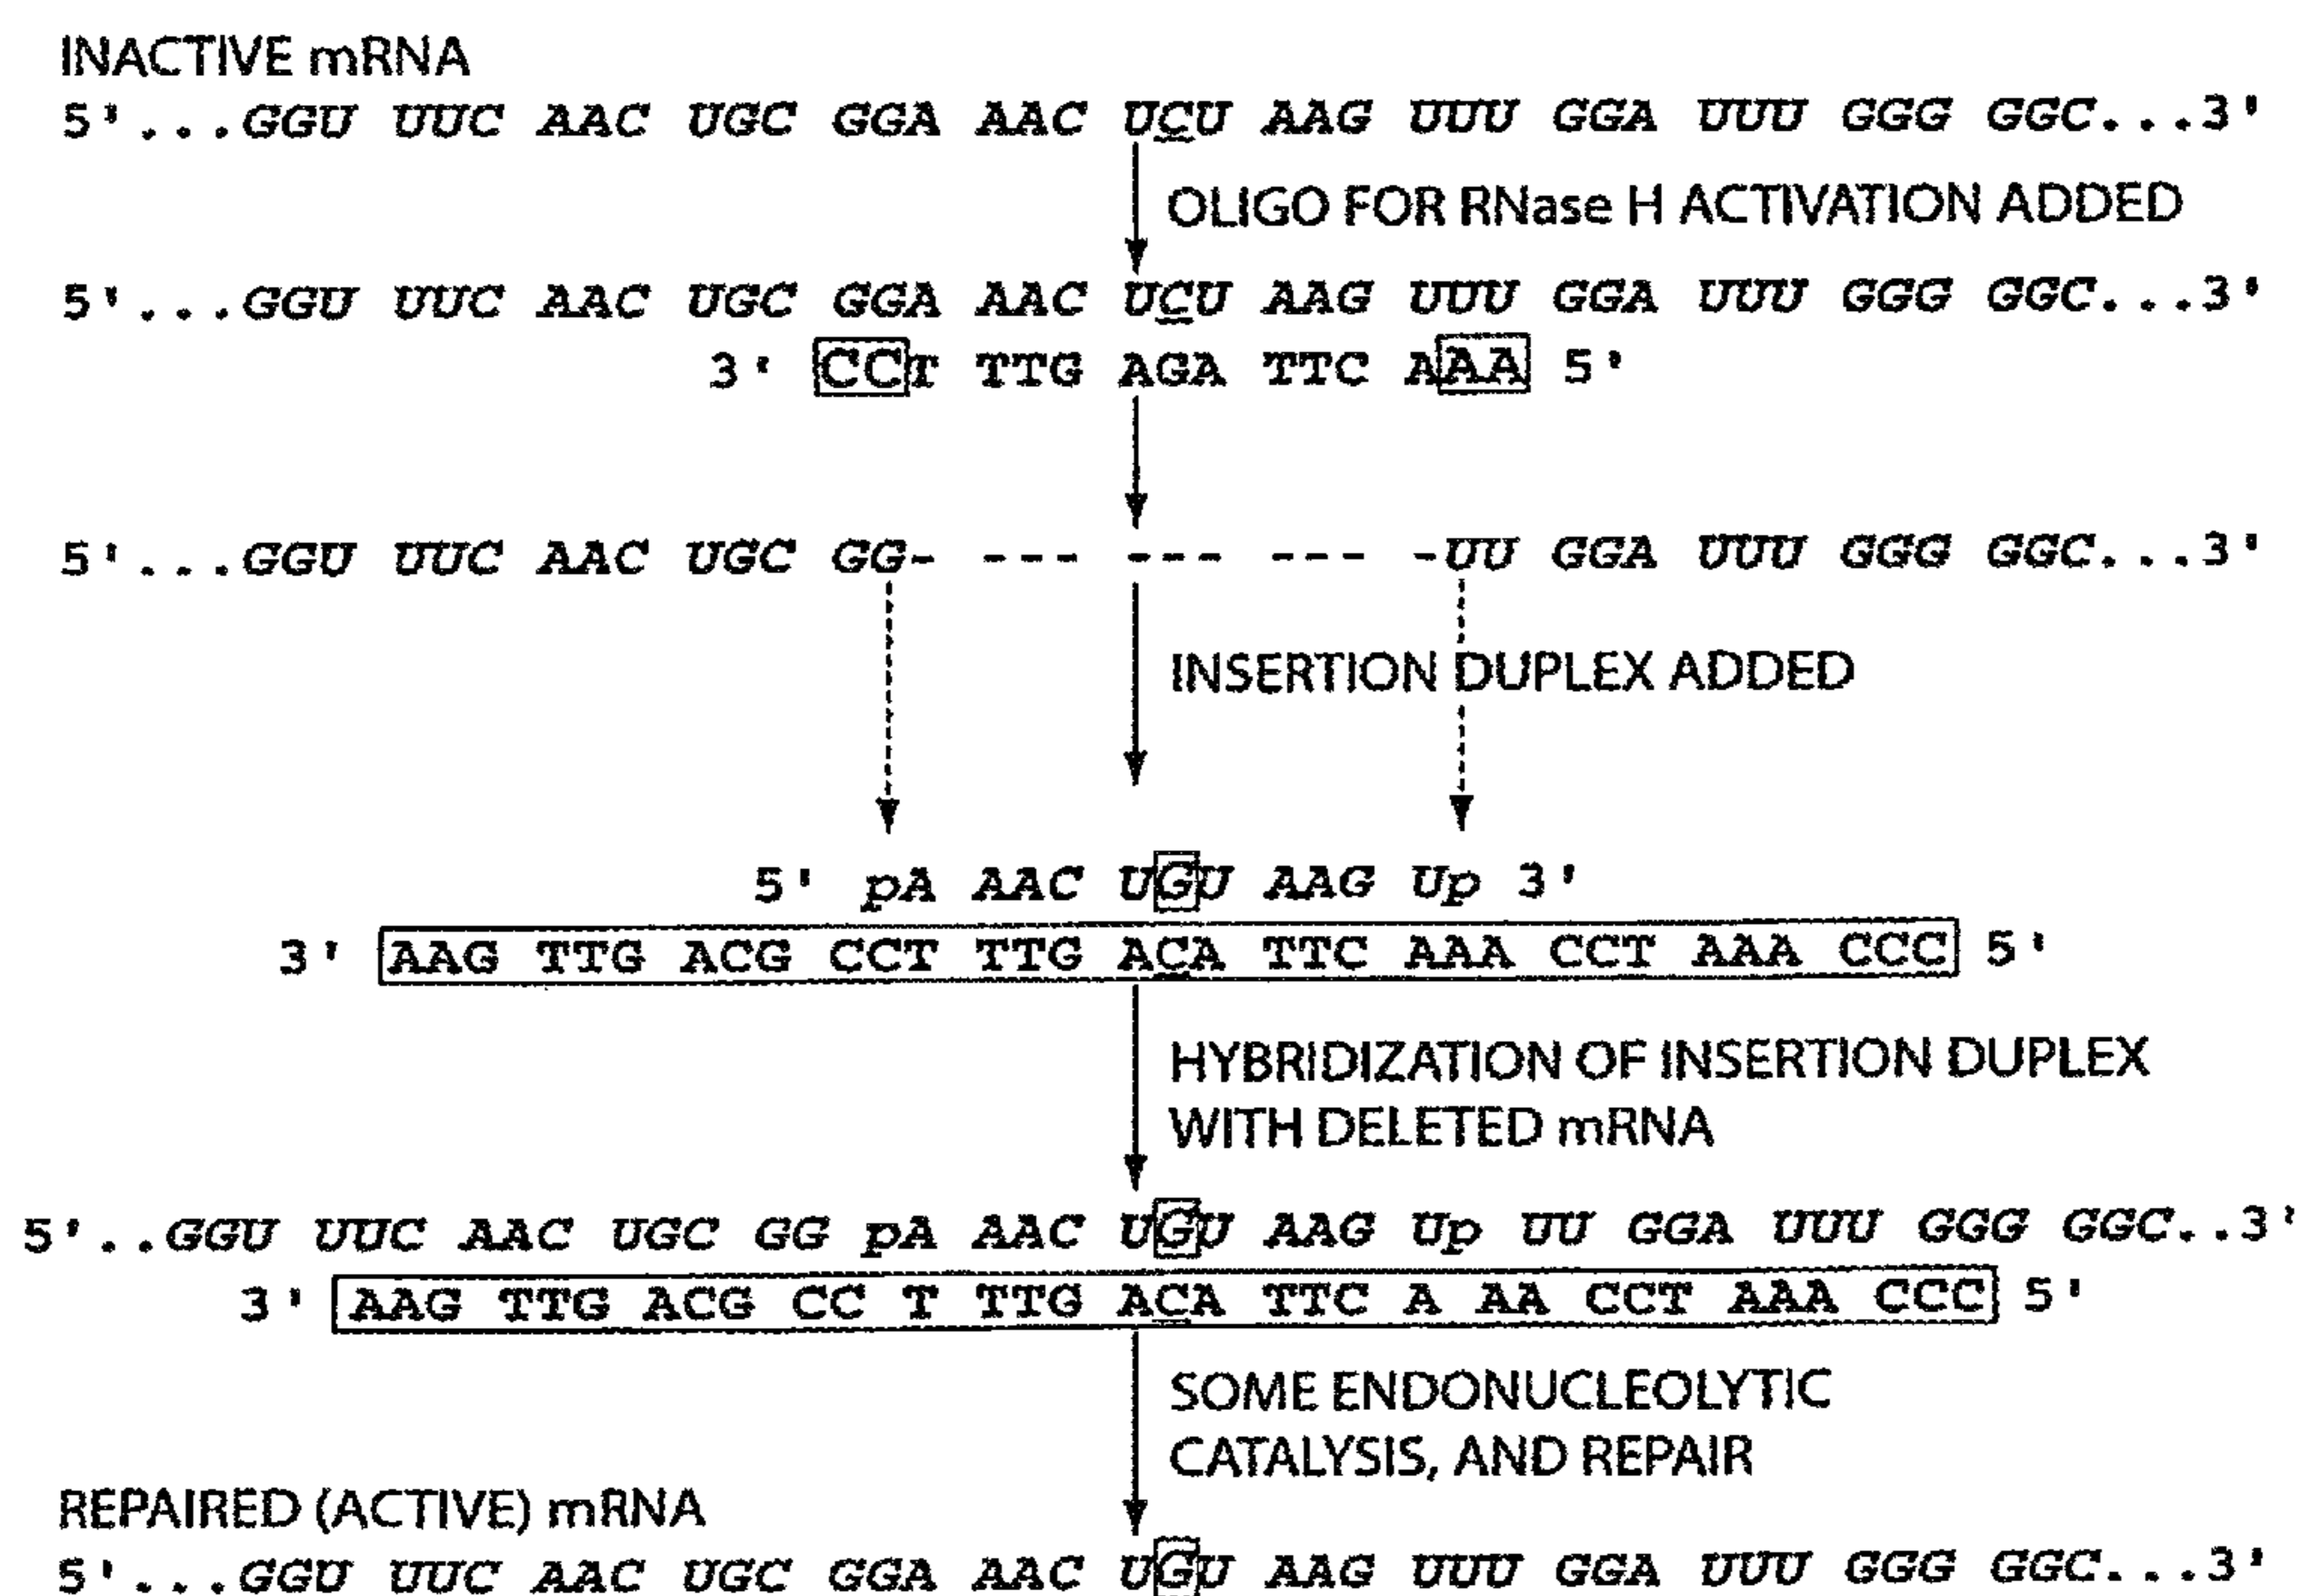 INACTIVE mRNA
5'...GGU UUC AAC UGC GGA AAC UCU AAG UUU GGA UUU GGG GGC...3'
OLIGO FOR RNase H ACTIVATION ADDED
5'...GGU UUC AAC UGC GGA AAC UCU AAG UUU GGA UUU GGG GGC...3'
3' CCT TTG AGA TTC AAA 5'
5'...GGU UUC AAC UGC GG- --- --- --- -UU GGA UUU GGG GGC...3'
INSERTION DUPLEX ADDED
5' pA AAC UGU AAG Up 3'
3' AAG TTG ACG CCT TTG ACA TTC AAA CCT AAA CCC 5'
HYBRIDIZATION OF INSERTION DUPLEX
WITH DELETED mRNA
5'..GGU UUC AAC UGC GG pA AAC UGU AAG Up UU GGA UUU GGG GGC..3'
3' AAG TTG ACG CC T TTG ACA TTC A AA CCT AAA CCC 5'
SOME ENDONUCLEOLYTIC
CATALYSIS, AND REPAIR
REPAIRED (ACTIVE) mRNA
5'...GGU UUC AAC UGC GGA AAC UGU AAG UUU GGA UUU GGG GGC...3'